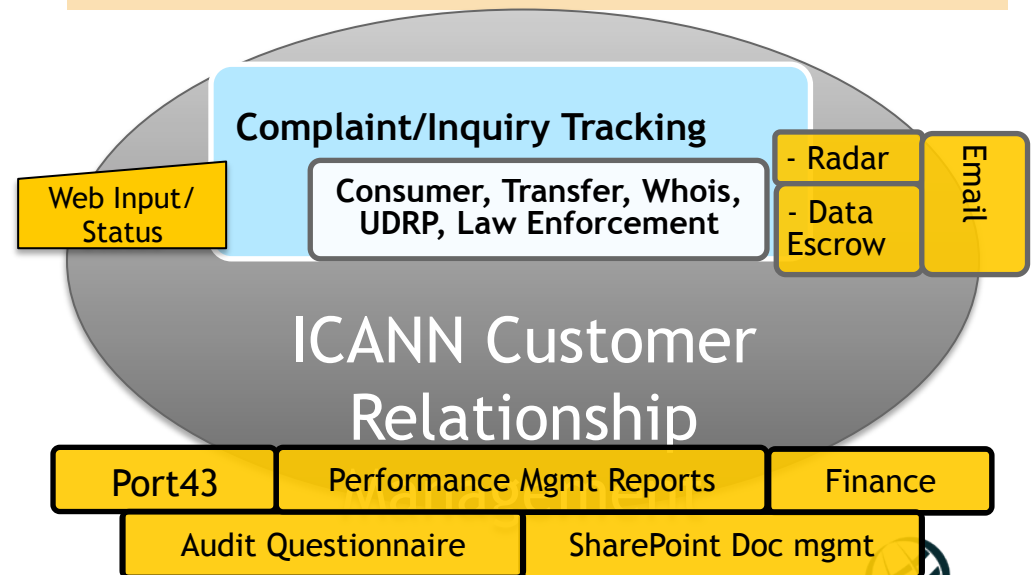 Complaint/Inquiry Tracking
Web Input/
Status
Consumer, Transfer, Whois,
UDRP, Law Enforcement
- Radar
- Data
Escrow
Email
ICANN Customer
Relationship
Management
Port43
Performance Mgmt Reports
Finance
Audit Questionnaire
SharePoint Doc mgmt